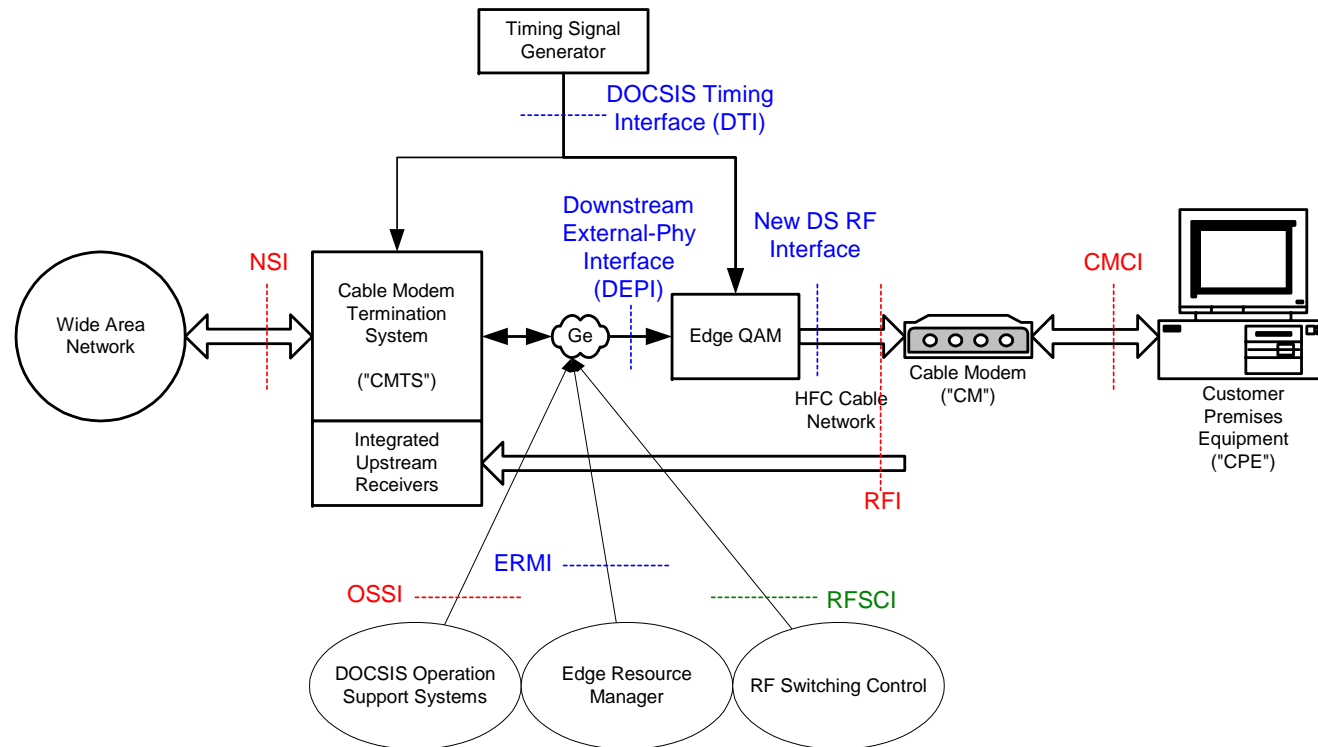 Timing Signal
Generator
DOCSIS Timing
Interface (DTI)
Downstream
External-Phy
Interface
(DEPI)
New DS RF
Interface
NSI
CMCI
Wide Area
Network
Cable Modem
Termination
System
("CMTS")
Ge
Edge QAM
Cable Modem
("CM")
HFC Cable
Network
Customer
Premises
Equipment
("CPE")
Integrated
Upstream
Receivers
RFI
ERMI
OSSI
RFSCI
DOCSIS Operation
Support Systems
Edge Resource
Manager
RF Switching Control